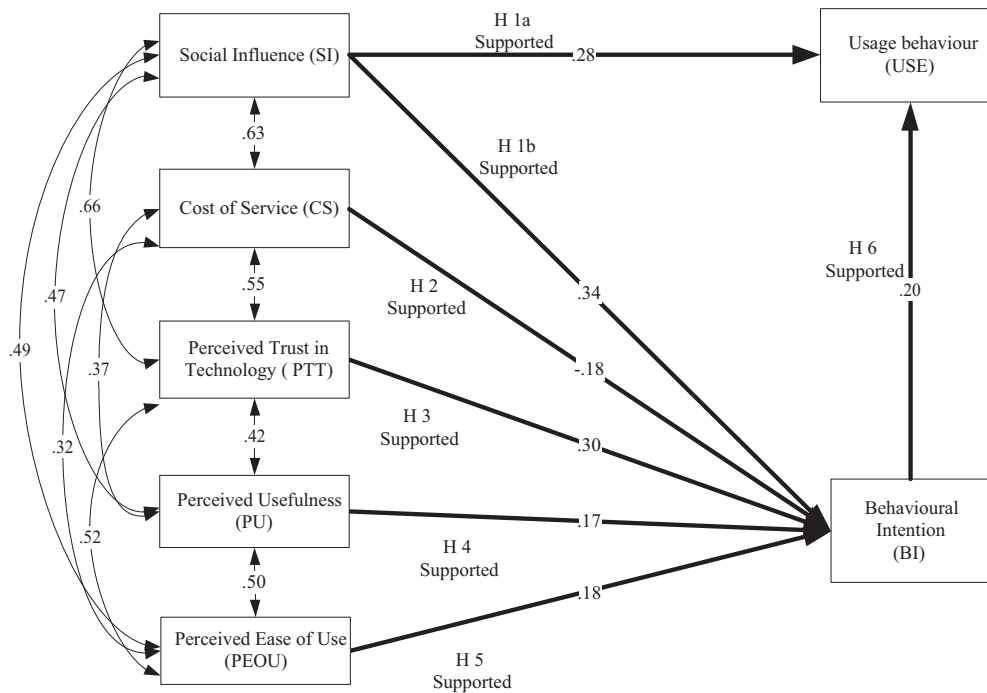 H 1a
Supported
.28
Social Influence (SI)
Usage behaviour
(USE)
.63
H 1b
Supported
Cost of Service (CS)
.66
H 6
Supported
.20
.55
H 2
Supported
.34
.47
.49
.37
Perceived Trust in
Technology ( PTT)
-.18
H 3
Supported
.42
.32
.30
Perceived Usefulness
(PU)
.17
Behavioural
Intention
(BI)
.52
H 4
Supported
.50
.18
Perceived Ease of Use
(PEOU)
H 5
Supported